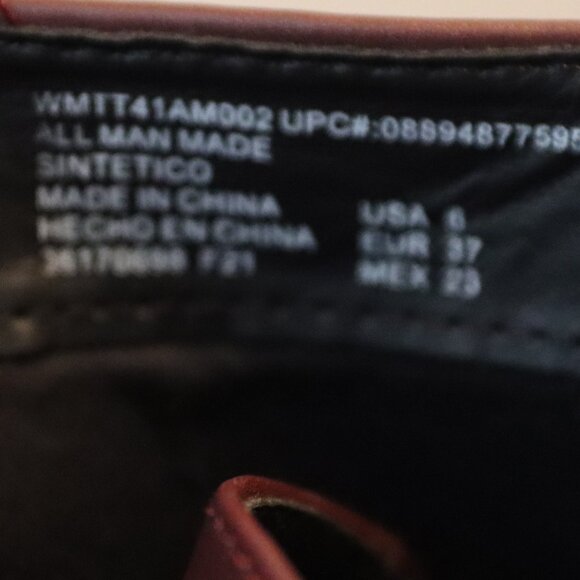 WMTT41AM002 UPC#:08894877595
ALL MAN MADE
SINTETICO
MADE IN CHINA
HECHO EN CHINA
F21
USA 6
EUR 37
MEX 23